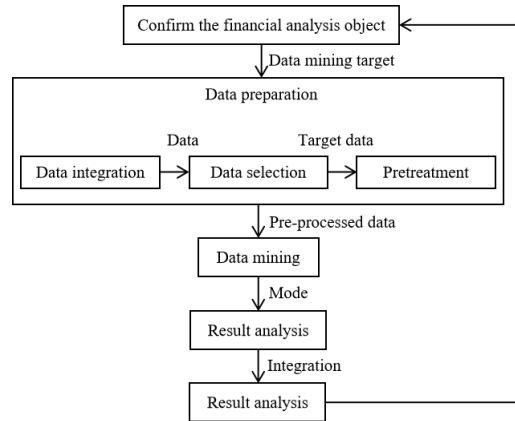 Confirm the financial analysis object
Data mining target
Data preparation
Data
Target data
Data integration
Data selection
Pretreatment
Pre-processed data
Data mining
Mode
Result analysis
Integration
Result analysis